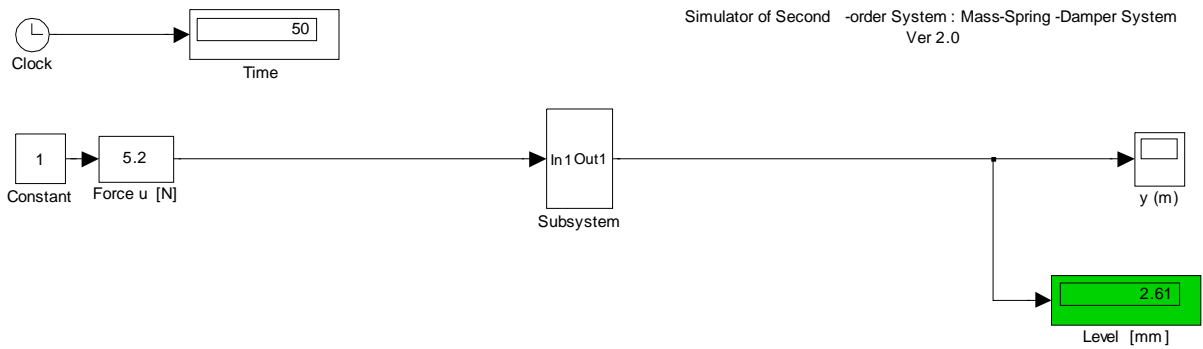 Simulator of Second -order System : Mass-Spring -Damper System
Ver 2.0
50
Clock
Time
1
5.2
In1 Out1
Constant
Force u [N]
Subsystem
y (m)
2.61
Level [mm]